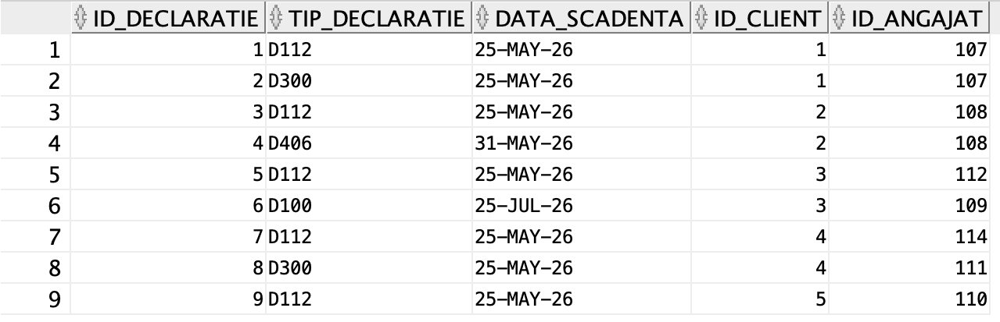 ID_DECLARATIE TIP_DECLARATIE DATA_SCADENTA ID_CLIENT ID_ANGAJAT
1 1 D112 25-MAY-26 1 107
2 2 D300 25-MAY-26 1 107
3 3 D112 25-MAY-26 2 108
4 4 D406 31-MAY-26 2 108
5 5 D112 25-MAY-26 3 112
6 6 D100 25-JUL-26 3 109
7 7 D112 25-MAY-26 4 114
8 8 D300 25-MAY-26 4 111
9 9 D112 25-MAY-26 5 110